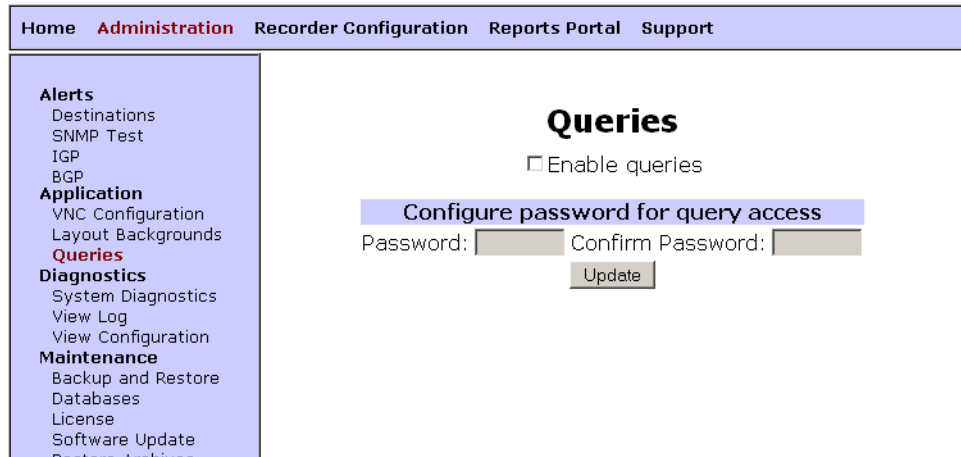 Home Administration Recorder Configuration Reports Portal Support
Alerts
Destinations
SNMP Test
IGP
BGP
Application
VNC Configuration
Layout Backgrounds
Queries
Diagnostics
System Diagnostics
View Log
View Configuration
Maintenance
Backup and Restore
Databases
License
Software Update
Restore Archives
Queries
Enable queries
Configure password for query access
Password: Confirm Password:
Update